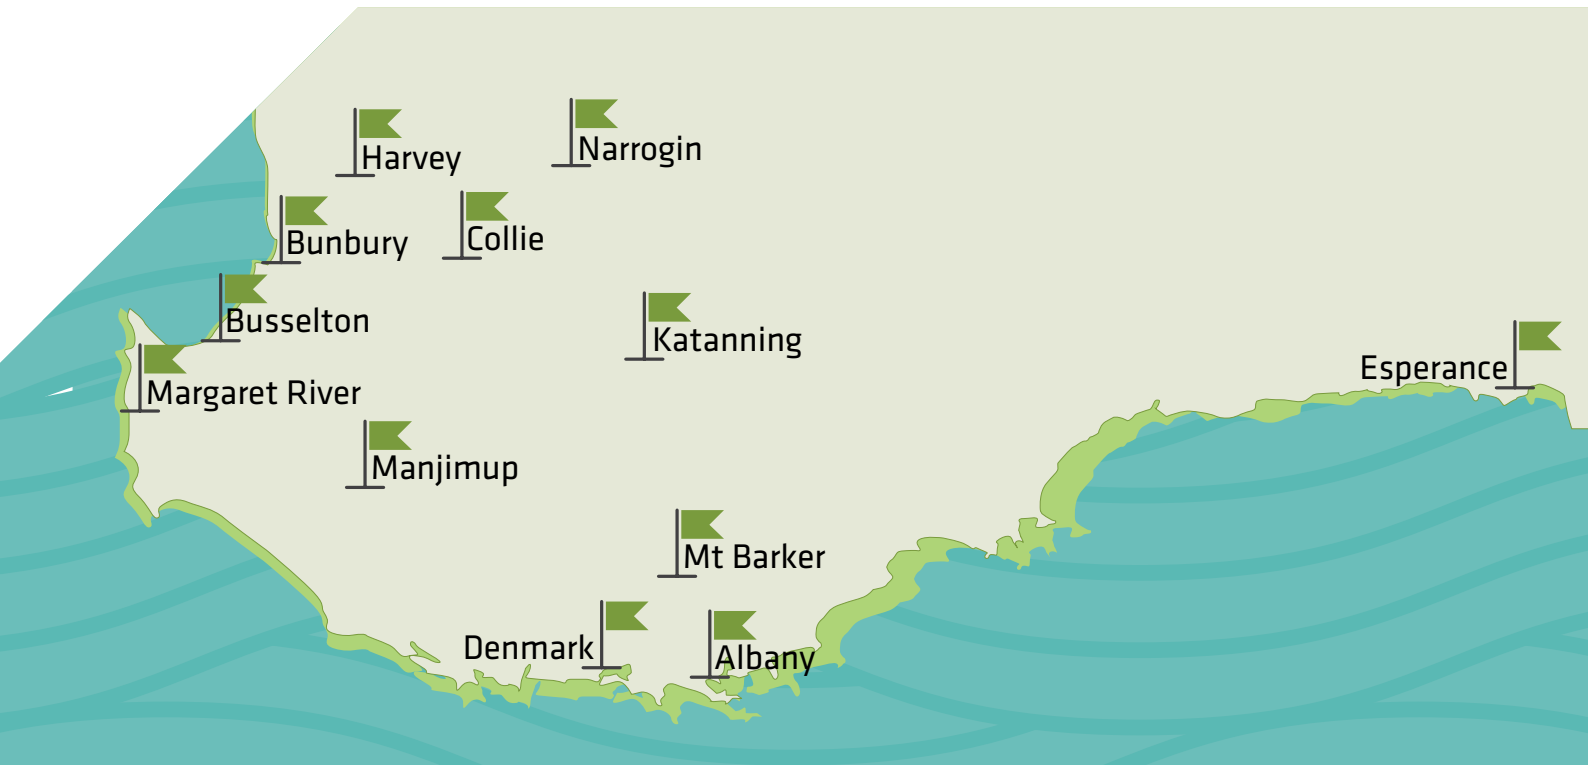 Narrogin
Harvey
Collie
Bunbury
Busselton
Katanning
Esperance
Margaret River
Manjimup
Mt Barker
Denmark
Albany